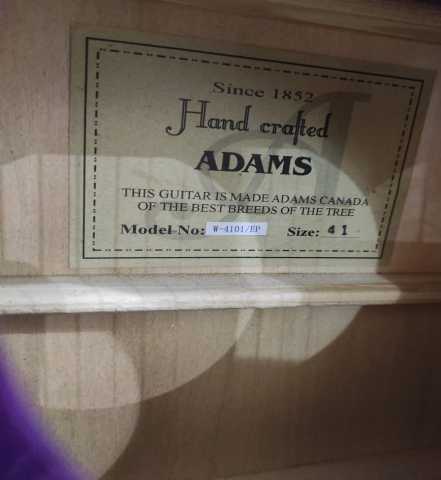 Since 1852
Hand crafted
ADAMS
THIS GUITAR IS MADE ADAMS CANADA
OF THE BEST BREEDS OF THE TREE
Model No: W-4101/EP Size: 41